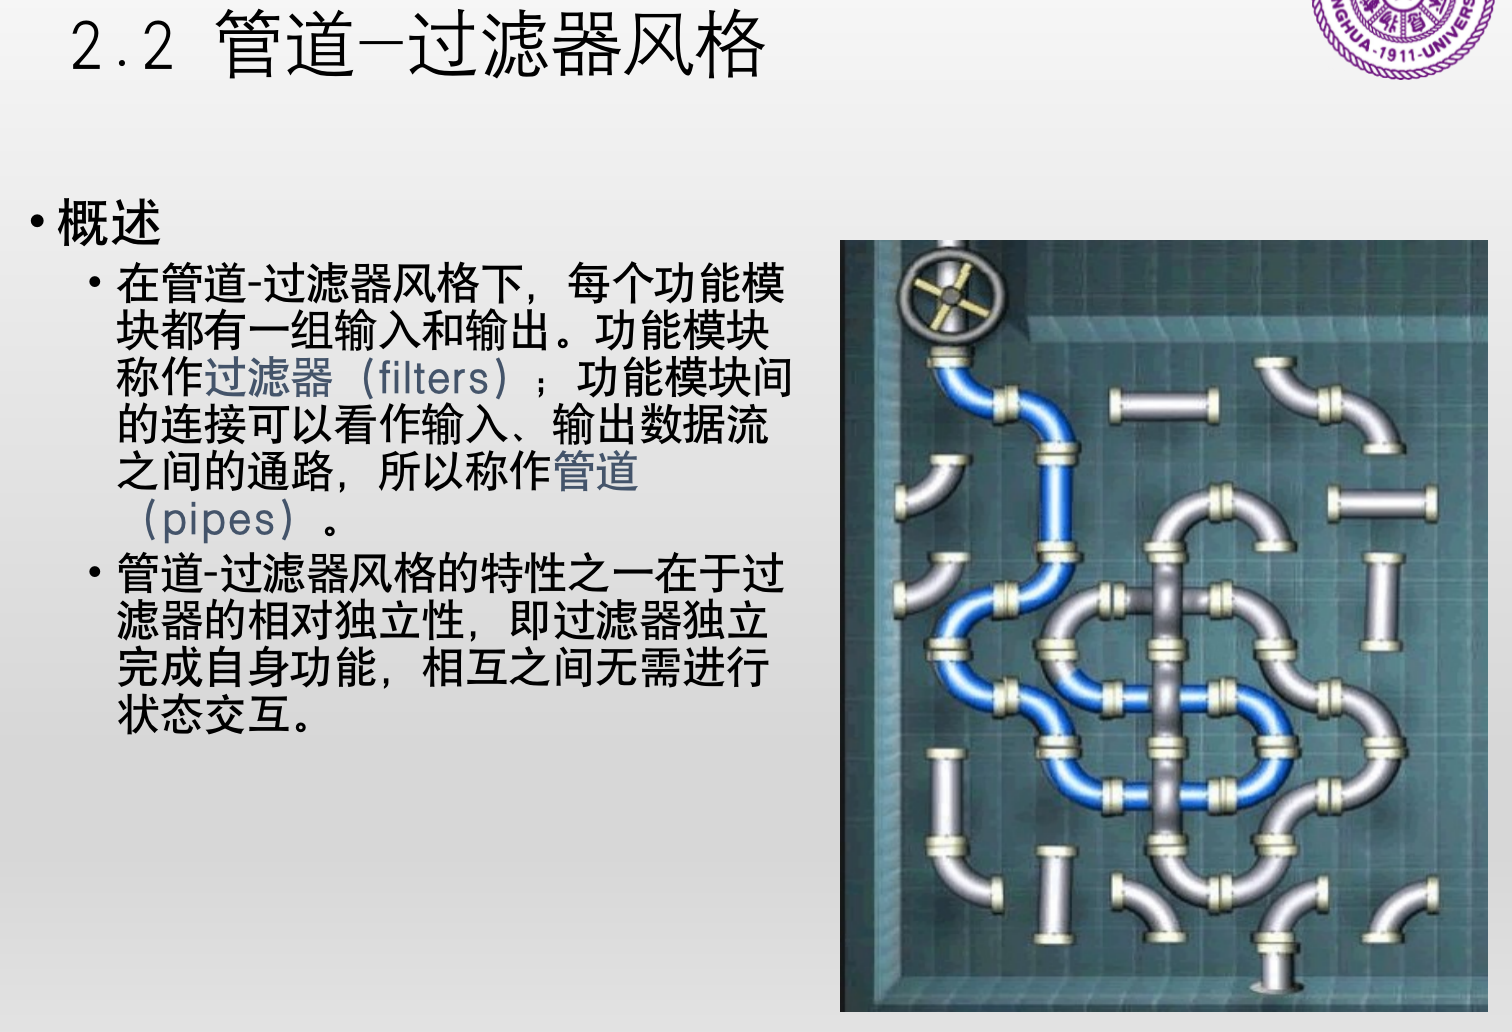 2.2 管道-过滤器风格
NGHUA·1911·UNIVERS
•概述
•在管道-过滤器风格下，每个功能模
块都有一组输入和输出。功能模块
称作过滤器（filters）；功能模块间
的连接可以看作输入、输出数据流
之间的通路，所以称作管道
（pipes）。
•管道-过滤器风格的特性之一在于过
滤器的相对独立性，即过滤器独立
完成自身功能，相互之间无需进行
状态交互。